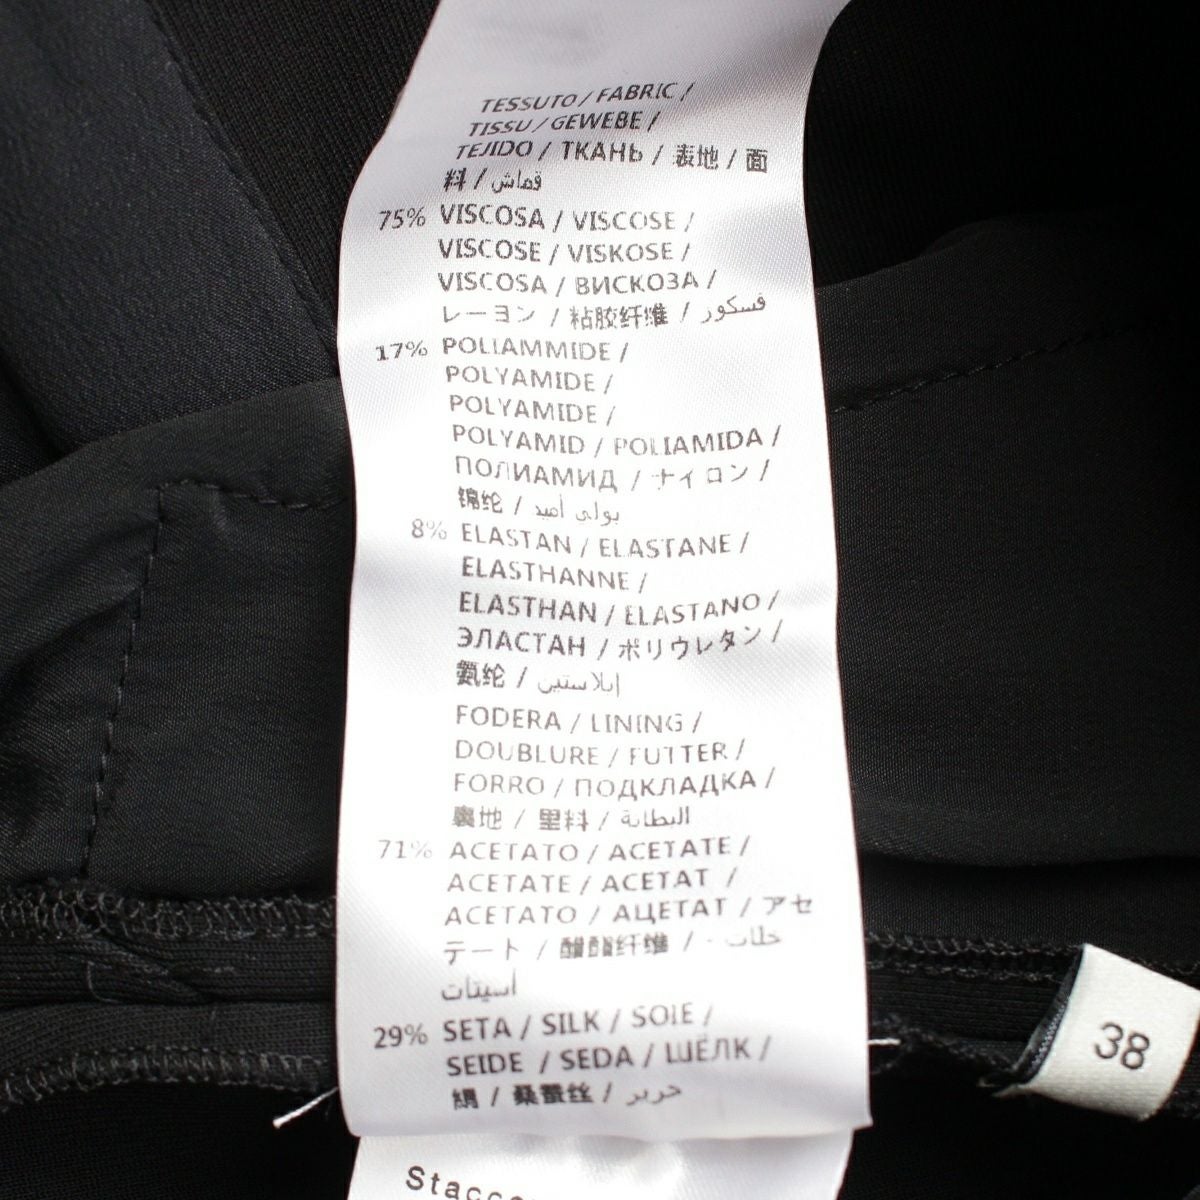 TESSUTO / FABRIC /
TISSU / GEWEBE /
TEJIDO / ТКАНЬ / 表地 / 面
料 / قماش
75% VISCOSA / VISCOSE /
VISCOSE / VISKOSE /
VISCOSA / ВИСКОЗА /
レーヨン / 粘胶纤维 / فسكور
17% POLIAMMIDE /
POLYAMIDE /
POLYAMIDE /
POLYAMID / POLIAMIDA /
ПОЛИАМИД / ナイロン /
锦纶 / بولي أميد
8% ELASTAN / ELASTANE /
ELASTHANNE /
ELASTHAN / ELASTANO /
ЭЛАСТАН / ポリウレタン /
氨纶 / إيلاستين
FODERA / LINING /
DOUBLURE / FUTTER /
FORRO / ПОДКЛАДКА /
裏地 / 里料 / البطانة
71% ACETATO / ACETATE /
ACETATE / ACETAT /
ACETATO / АЦЕТАТ / アセ
テート / 醋酯纤维 / خلات -
أسيتات
29% SETA / SILK / SOIE /
SEIDE / SEDA / ШЁЛК /
絹 / 桑蚕丝 / حرير
38